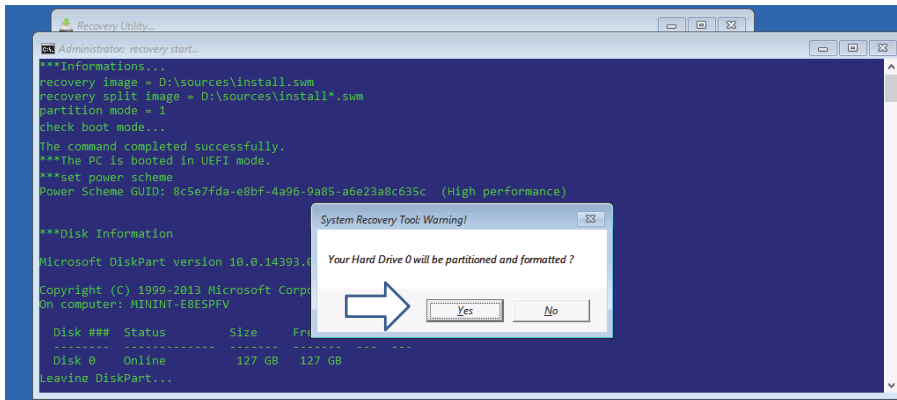 Recovery Utility...
Administrator: recovery start...
***Informations...
recovery image = D:\sources\install.swm
recovery split image = D:\sources\install*.swm
partition mode = 1
check boot mode...
The command completed successfully.
***The PC is booted in UEFI mode.
***set power scheme
Power Scheme GUID: 8c5e7fda-e8bf-4a96-9a85-a6e23a8c635c (High performance)
***Disk Information
Microsoft DiskPart version 10.0.14393.
Copyright (C) 1999-2013 Microsoft
On computer: MININT-E8ESPFV
Disk ### Status Size
Disk 0 Online 127 GB 127 GB
Leaving DiskPart...
System Recovery Tool: Warning!
Your Hard Drive 0 will be partitioned and formatted ?
Yes No